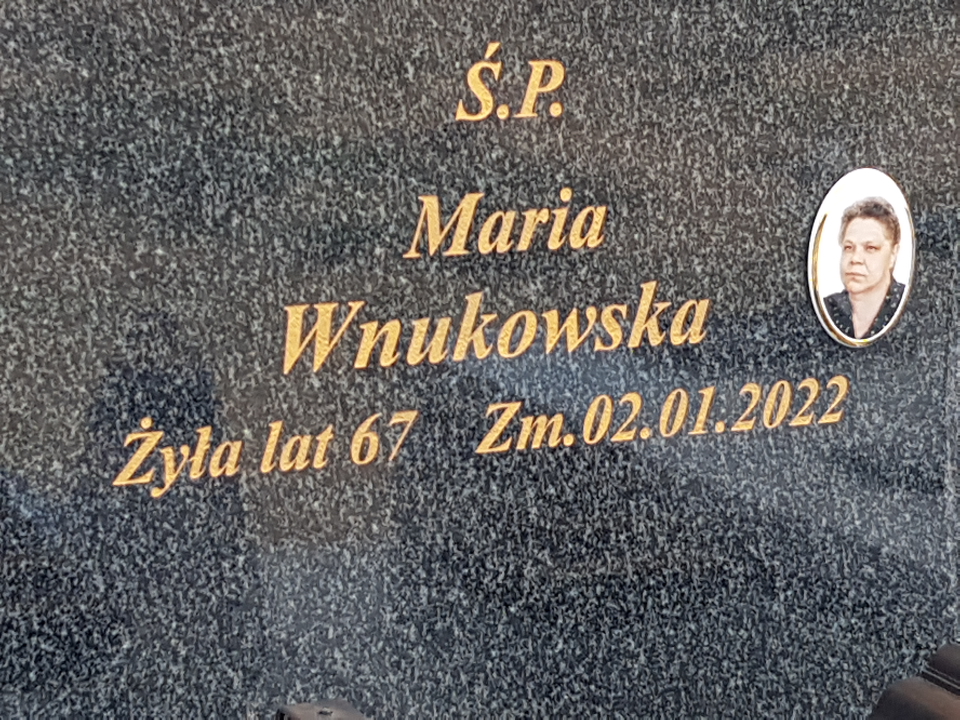 Ś.P.
Maria
Wnukowska
Żyła lat 67 Zm.02.01.2022